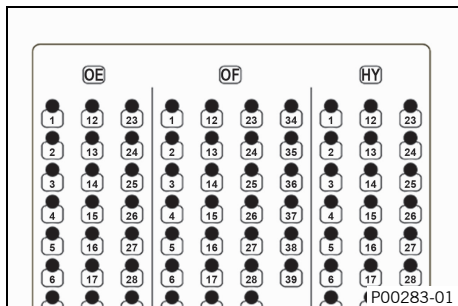 OE OF HY
1 12 23 1 12 23 34 1 12 23
2 13 24 2 13 24 35 2 13 24
3 14 25 3 14 25 36 3 14 25
4 15 26 4 15 26 37 4 15 26
5 16 27 5 16 27 38 5 16 27
6 17 28 6 17 28 39 6 17 28
P00283-01